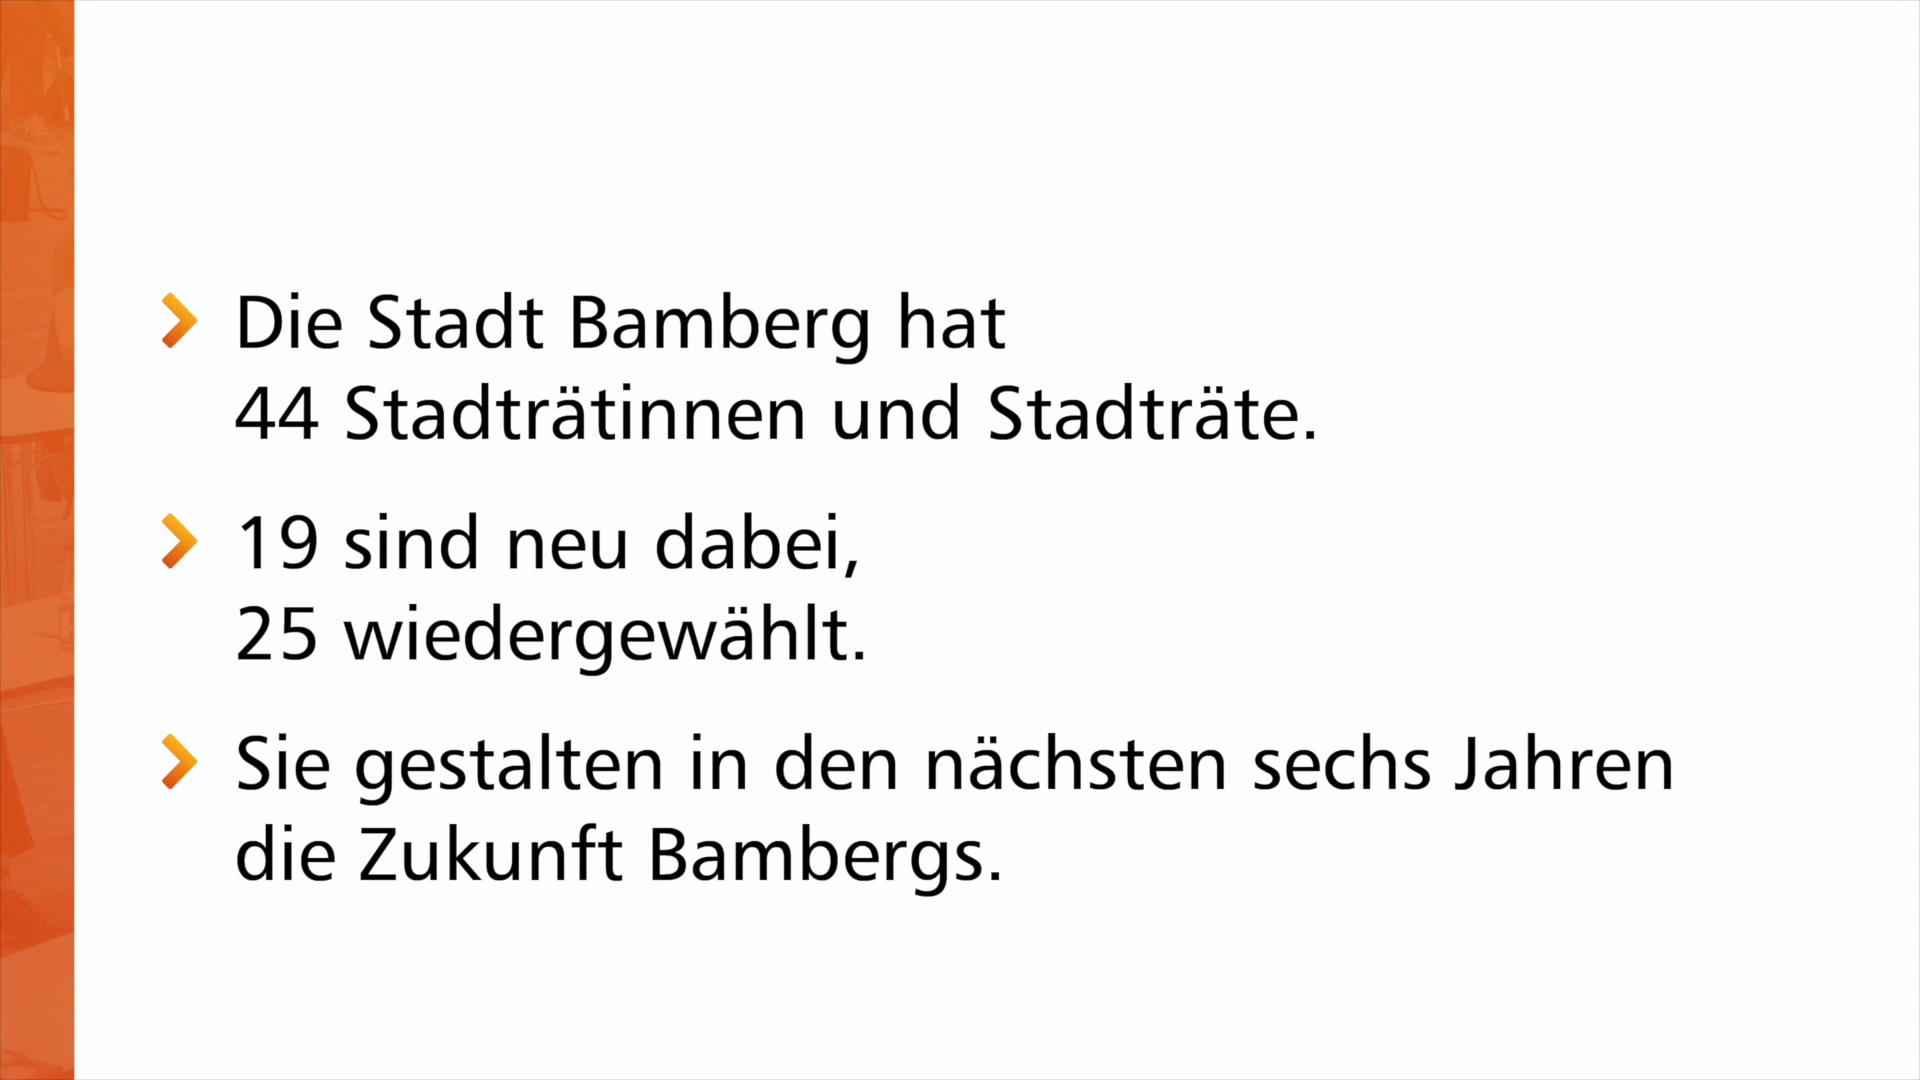 Die Stadt Bamberg hat
44 Stadträtinnen und Stadträte.
19 sind neu dabei,
25 wiedergewählt.
Sie gestalten in den nächsten sechs Jahren
die Zukunft Bambergs.